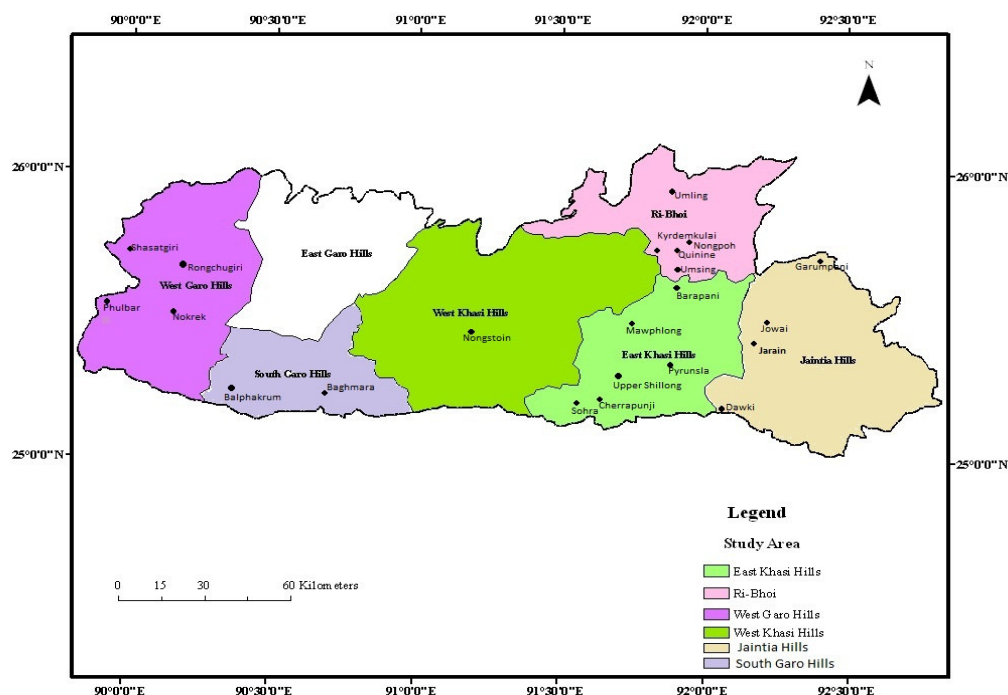 90°0'0"E 90°30'0"E 91°0'0"E 91°30'0"E 92°0'0"E 92°30'0"E
N
26°0'0"N 26°0'0"N
Umling
Ri-Bhoi
Kyrdemkulai
Nongpoh
Quinine
Umsing
Shasatgiri
East Garo Hills
Rongchugiri
Garumpani
West Garo Hills
Barapani
Phulbar
Nokrek
West Khasi Hills
Nongstoin
Mawphlong
Jowai
Jarain
East Khasi Hills
Jaintia Hills
Pyrunsla
South Garo Hills
Upper Shillong
Balphakrum
Baghmara
Cherrapunji
Sohra
Dawki
25°0'0"N 25°0'0"N
Legend
Study Area
East Khasi Hills
Ri-Bhoi
West Garo Hills
West Khasi Hills
Jaintia Hills
South Garo Hills
0 15 30 60 Kilometers
90°0'0"E 90°30'0"E 91°0'0"E 91°30'0"E 92°0'0"E 92°30'0"E